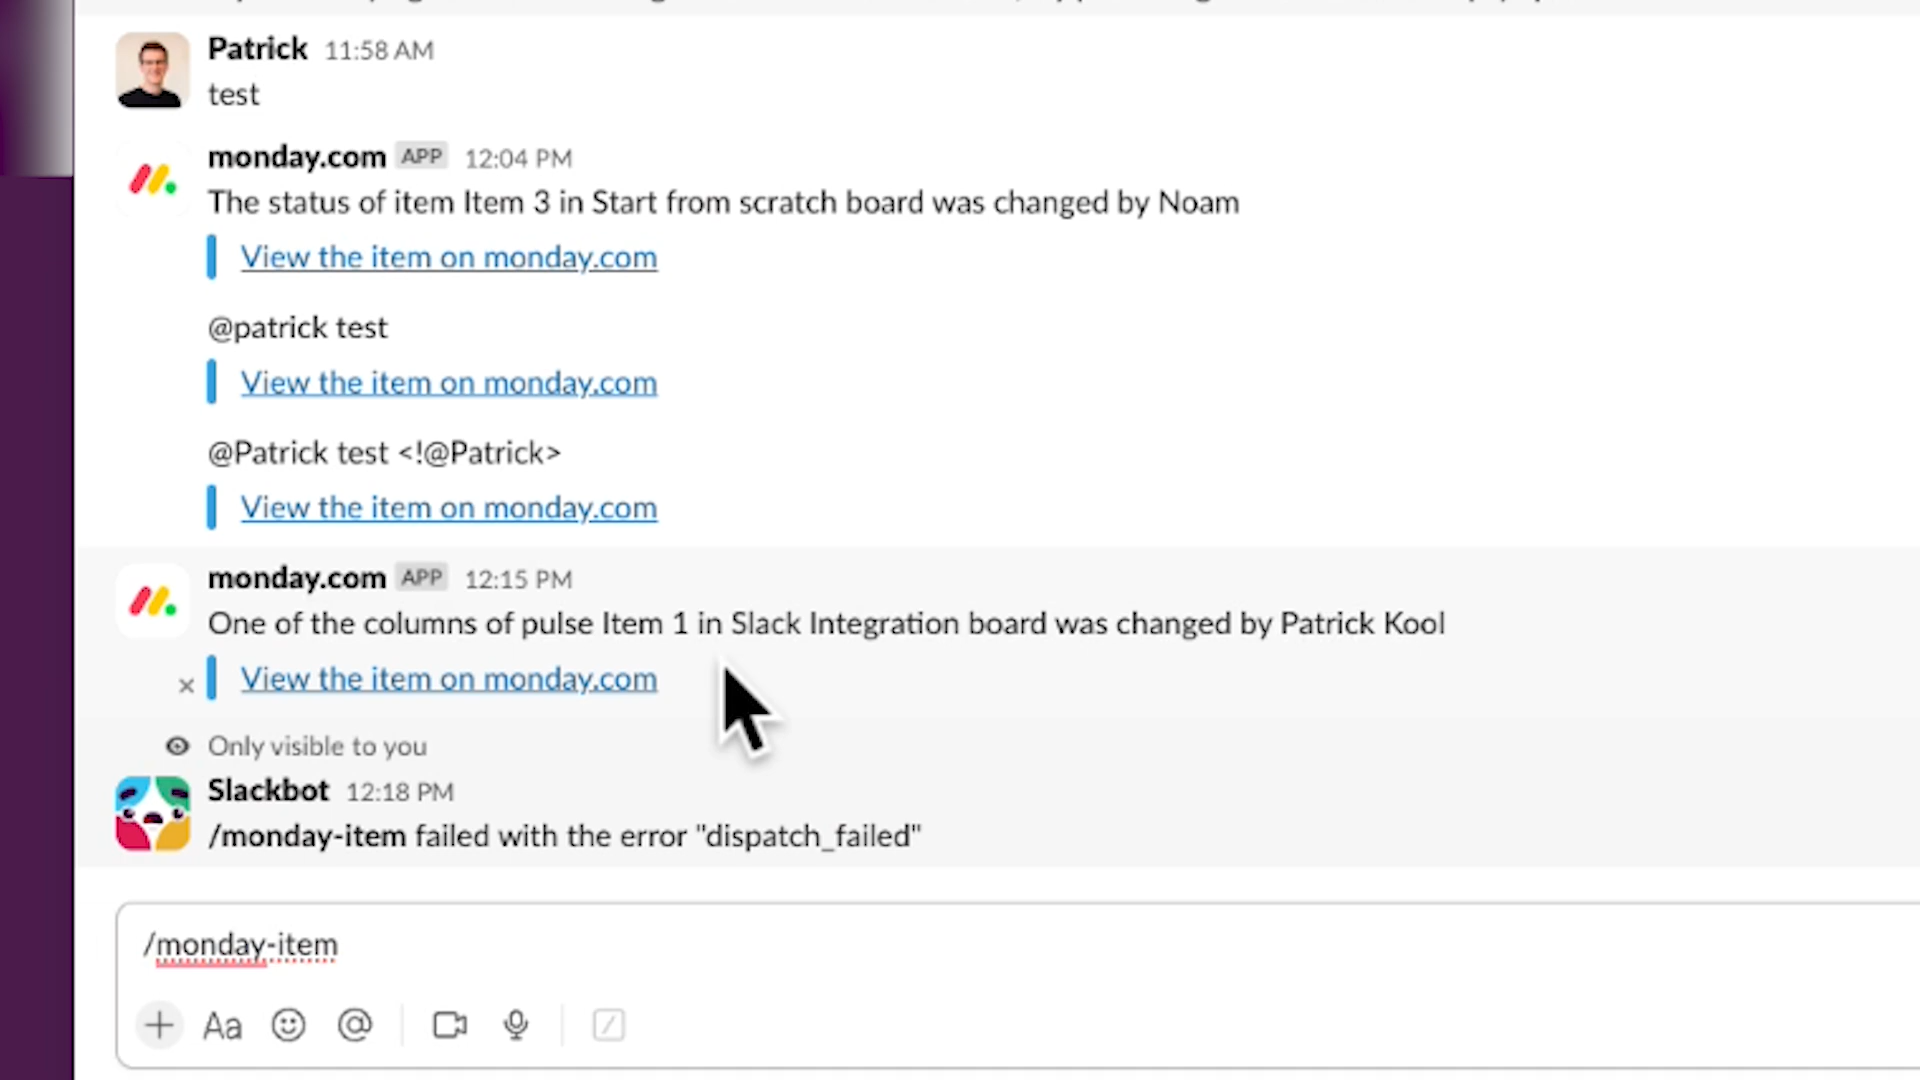 Patrick 11:58 AM
test
monday.com APP 12:04 PM
The status of item Item 3 in Start from scratch board was changed by Noam
View the item on monday.com
@patrick test
View the item on monday.com
@Patrick test <!@Patrick>
View the item on monday.com
monday.com APP 12:15 PM
One of the columns of pulse Item 1 in Slack Integration board was changed by Patrick Kool
View the item on monday.com
Only visible to you
Slackbot 12:18 PM
/monday-item failed with the error "dispatch_failed"
/monday-item
Aa